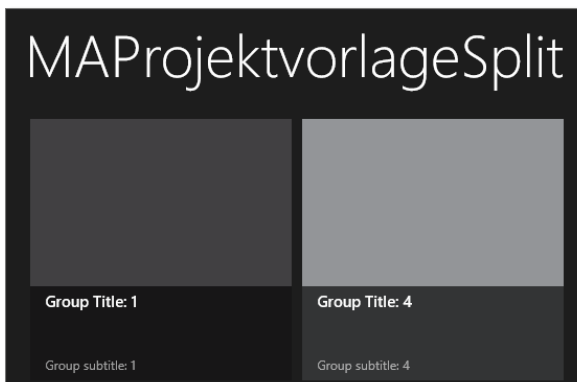 MAProjektvorlageSplit
Group Title: 1
Group subtitle: 1
Group Title: 4
Group subtitle: 4